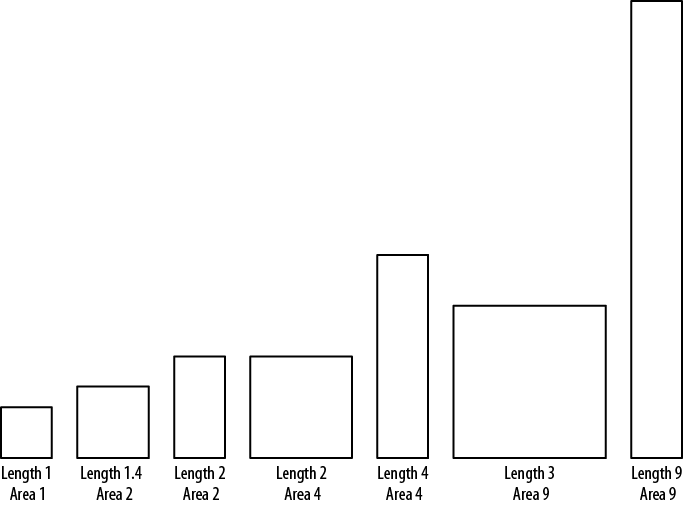 Length 1
Area 1
Length 1.4
Area 2
Length 2
Area 2
Length 2
Area 4
Length 4
Area 4
Length 3
Area 9
Length 9
Area 9